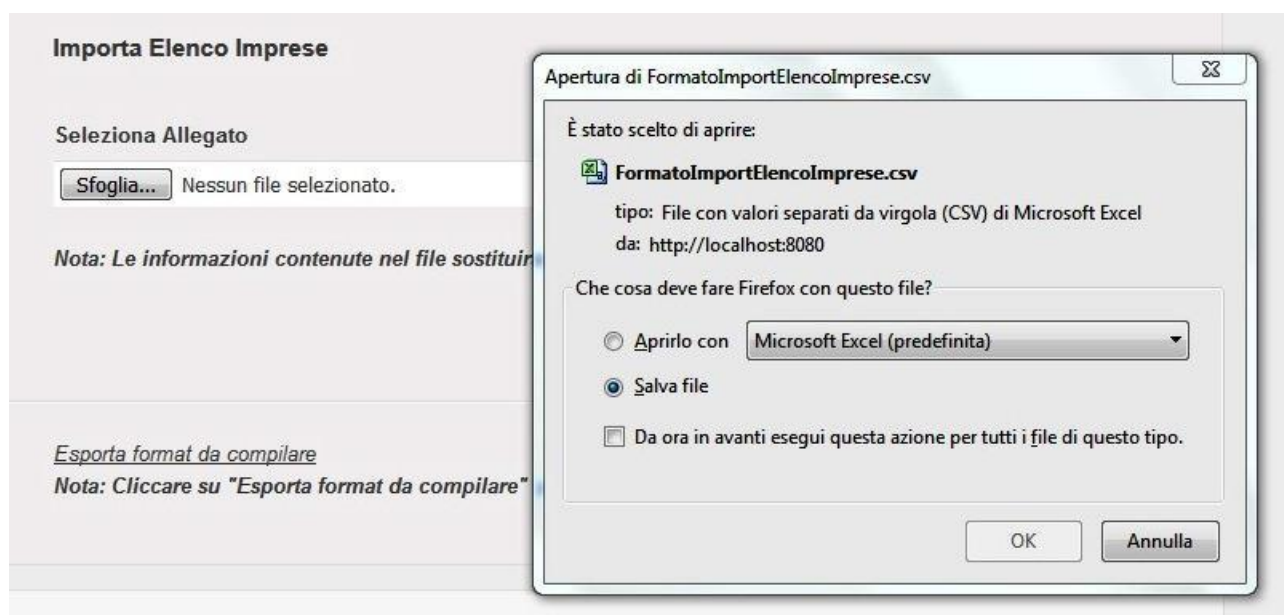 Importa Elenco Imprese
Seleziona Allegato
Sfoglia... Nessun file selezionato.
Nota: Le informazioni contenute nel file sostituir
Esporta format da compilare
Nota: Cliccare su "Esporta format da compilare"
Apertura di FormatoImportElencoImprese.csv
È stato scelto di aprire:
FormatoImportElencoImprese.csv
tipo: File con valori separati da virgola (CSV) di Microsoft Excel
da: http://localhost:8080
Che cosa deve fare Firefox con questo file?
Aprirlo con Microsoft Excel (predefinita)
Salva file
Da ora in avanti esegui questa azione per tutti i file di questo tipo.
OK Annulla